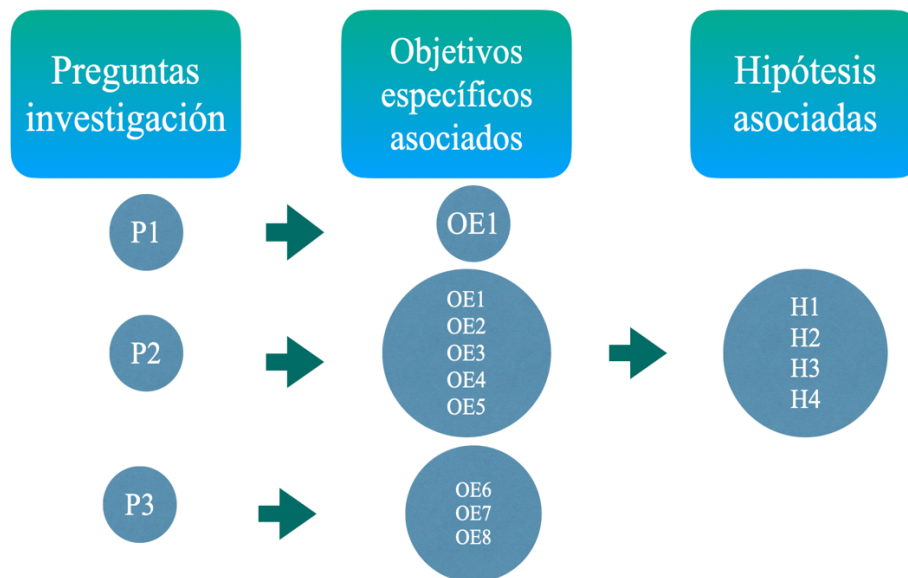 Preguntas
investigación
Objetivos
específicos
asociados
Hipótesis
asociadas
P1
OE1
P2
OE1
OE2
OE3
OE4
OE5
H1
H2
H3
H4
P3
OE6
OE7
OE8